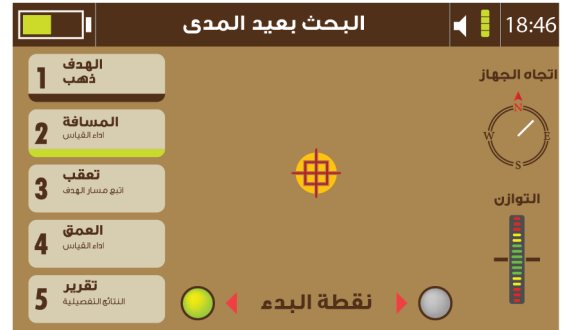 البحث بعيد المدى
18:46
1
الهدف
ذهب
2
المسافة
اداء القياس
3
تعقب
اتبع مسار الهدف
4
العمق
اداء القياس
5
تقرير
النتائج التفصيلية
نقطة البدء
اتجاه الجهاز
N
W
E
S
التوازن